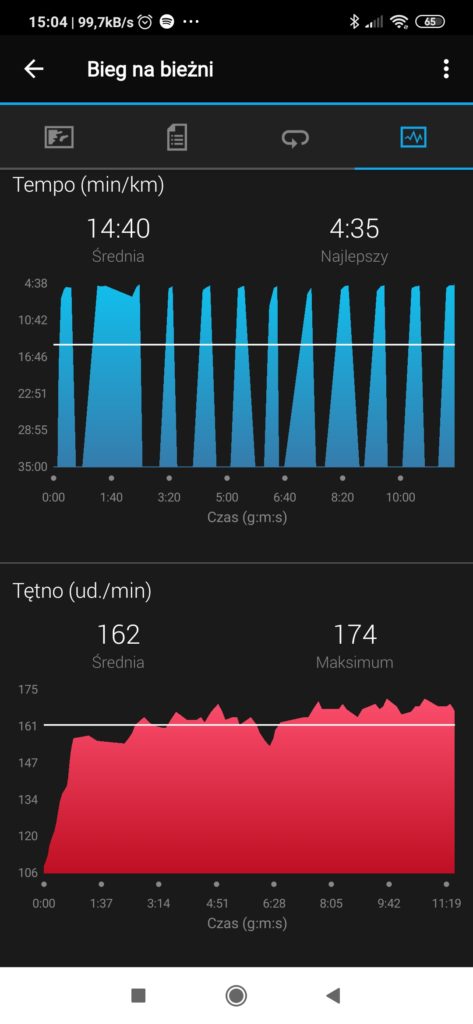 15:04 | 99,7kB/s ... 65
Bieg na bieżni
Tempo (min/km)
14:40 4:35
Średnia Najlepszy
4:38
10:42
16:46
22:51
28:55
35:00
0:00 1:40 3:20 5:00 6:40 8:20 10:00
Czas (g:m:s)
Tętno (ud./min)
162 174
Średnia Maksimum
175
161
147
134
120
106
0:00 1:37 3:14 4:51 6:28 8:05 9:42 11:19
Czas (g:m:s)